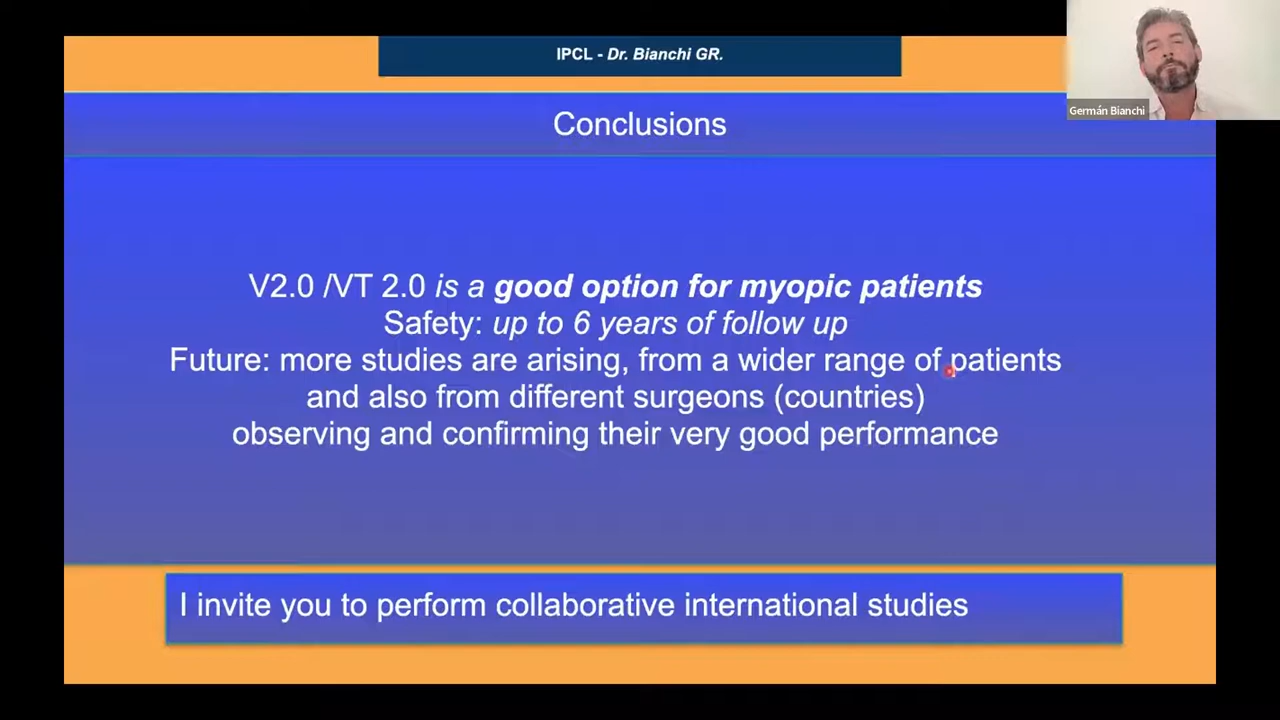 IPCL - Dr. Bianchi GR.
Germán Bianchi
Conclusions
V2.0 /VT 2.0 is a good option for myopic patients
Safety: up to 6 years of follow up
Future: more studies are arising, from a wider range of patients
and also from different surgeons (countries)
observing and confirming their very good performance
I invite you to perform collaborative international studies